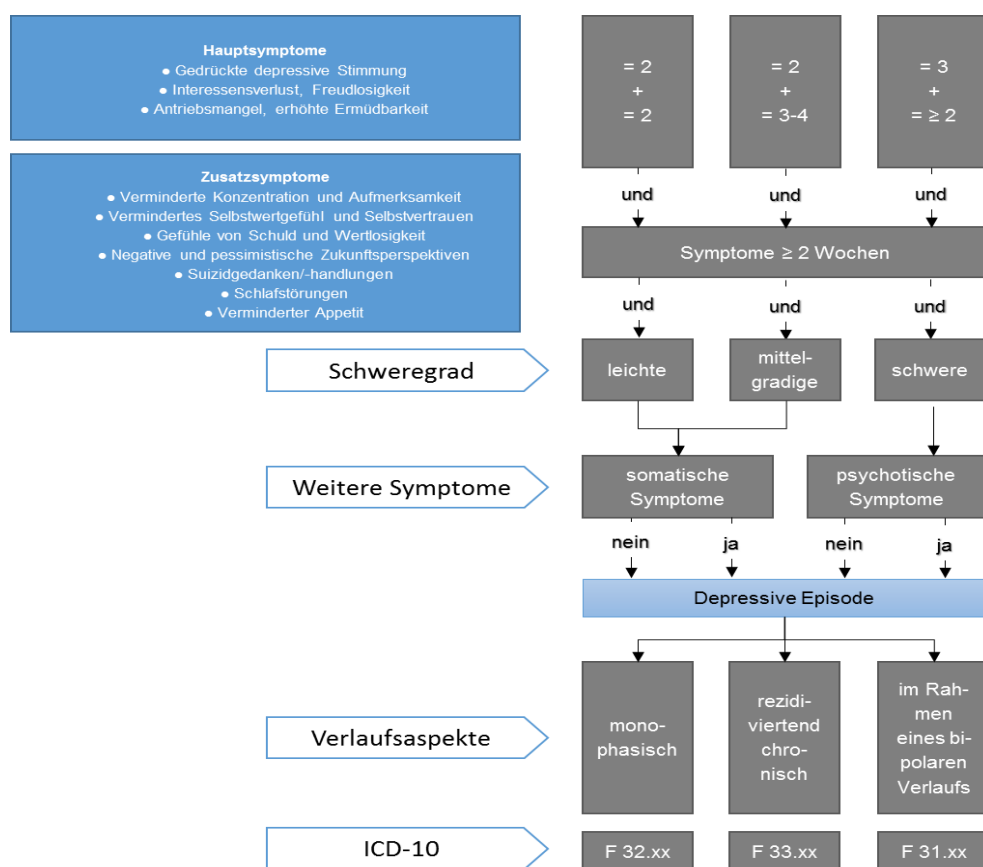 Hauptsymptome
● Gedrückte depressive Stimmung
● Interessensverlust, Freudlosigkeit
● Antriebsmangel, erhöhte Ermüdbarkeit
= 2
+
= 2
= 2
+
= 3-4
= 3
+
= ≥ 2
Zusatzsymptome
● Verminderte Konzentration und Aufmerksamkeit
● Vermindertes Selbstwertgefühl und Selbstvertrauen
● Gefühle von Schuld und Wertlosigkeit
● Negative und pessimistische Zukunftsperspektiven
● Suizidgedanken/-handlungen
● Schlafstörungen
● Verminderter Appetit
und
und
und
Symptome ≥ 2 Wochen
und
und
und
Schweregrad
leichte
mittel-
gradige
schwere
Weitere Symptome
somatische
Symptome
psychotische
Symptome
nein
ja
nein
ja
Depressive Episode
Verlaufsaspekte
mono-
phasisch
rezidi-
viertend
chro-
nisch
im Rah-
men
eines bi-
polaren
Verlaufs
ICD-10
F 32.xx
F 33.xx
F 31.xx